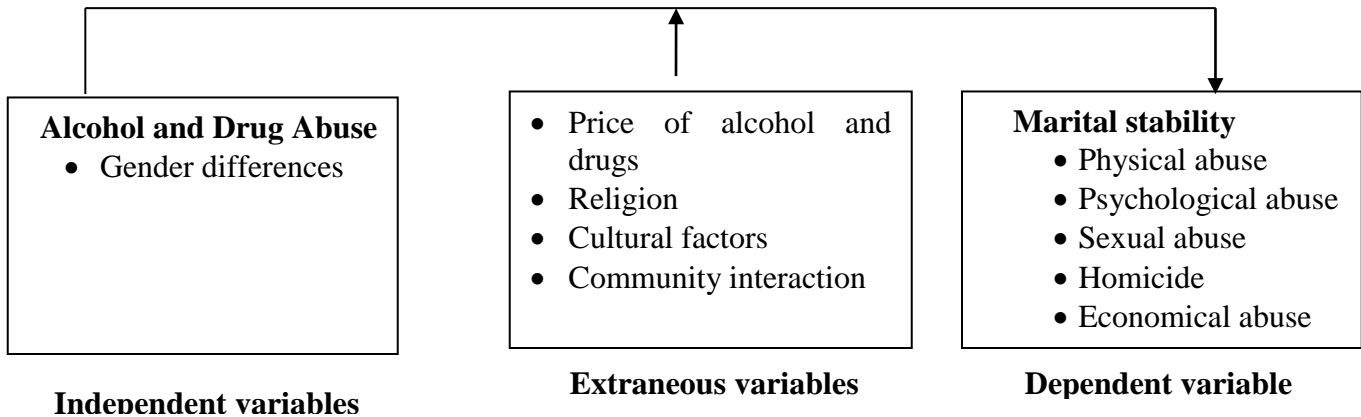 Alcohol and Drug Abuse
• Gender differences
Independent variables
• Price of alcohol and
drugs
• Religion
• Cultural factors
• Community interaction
Extraneous variables
Marital stability
• Physical abuse
• Psychological abuse
• Sexual abuse
• Homicide
• Economical abuse
Dependent variable